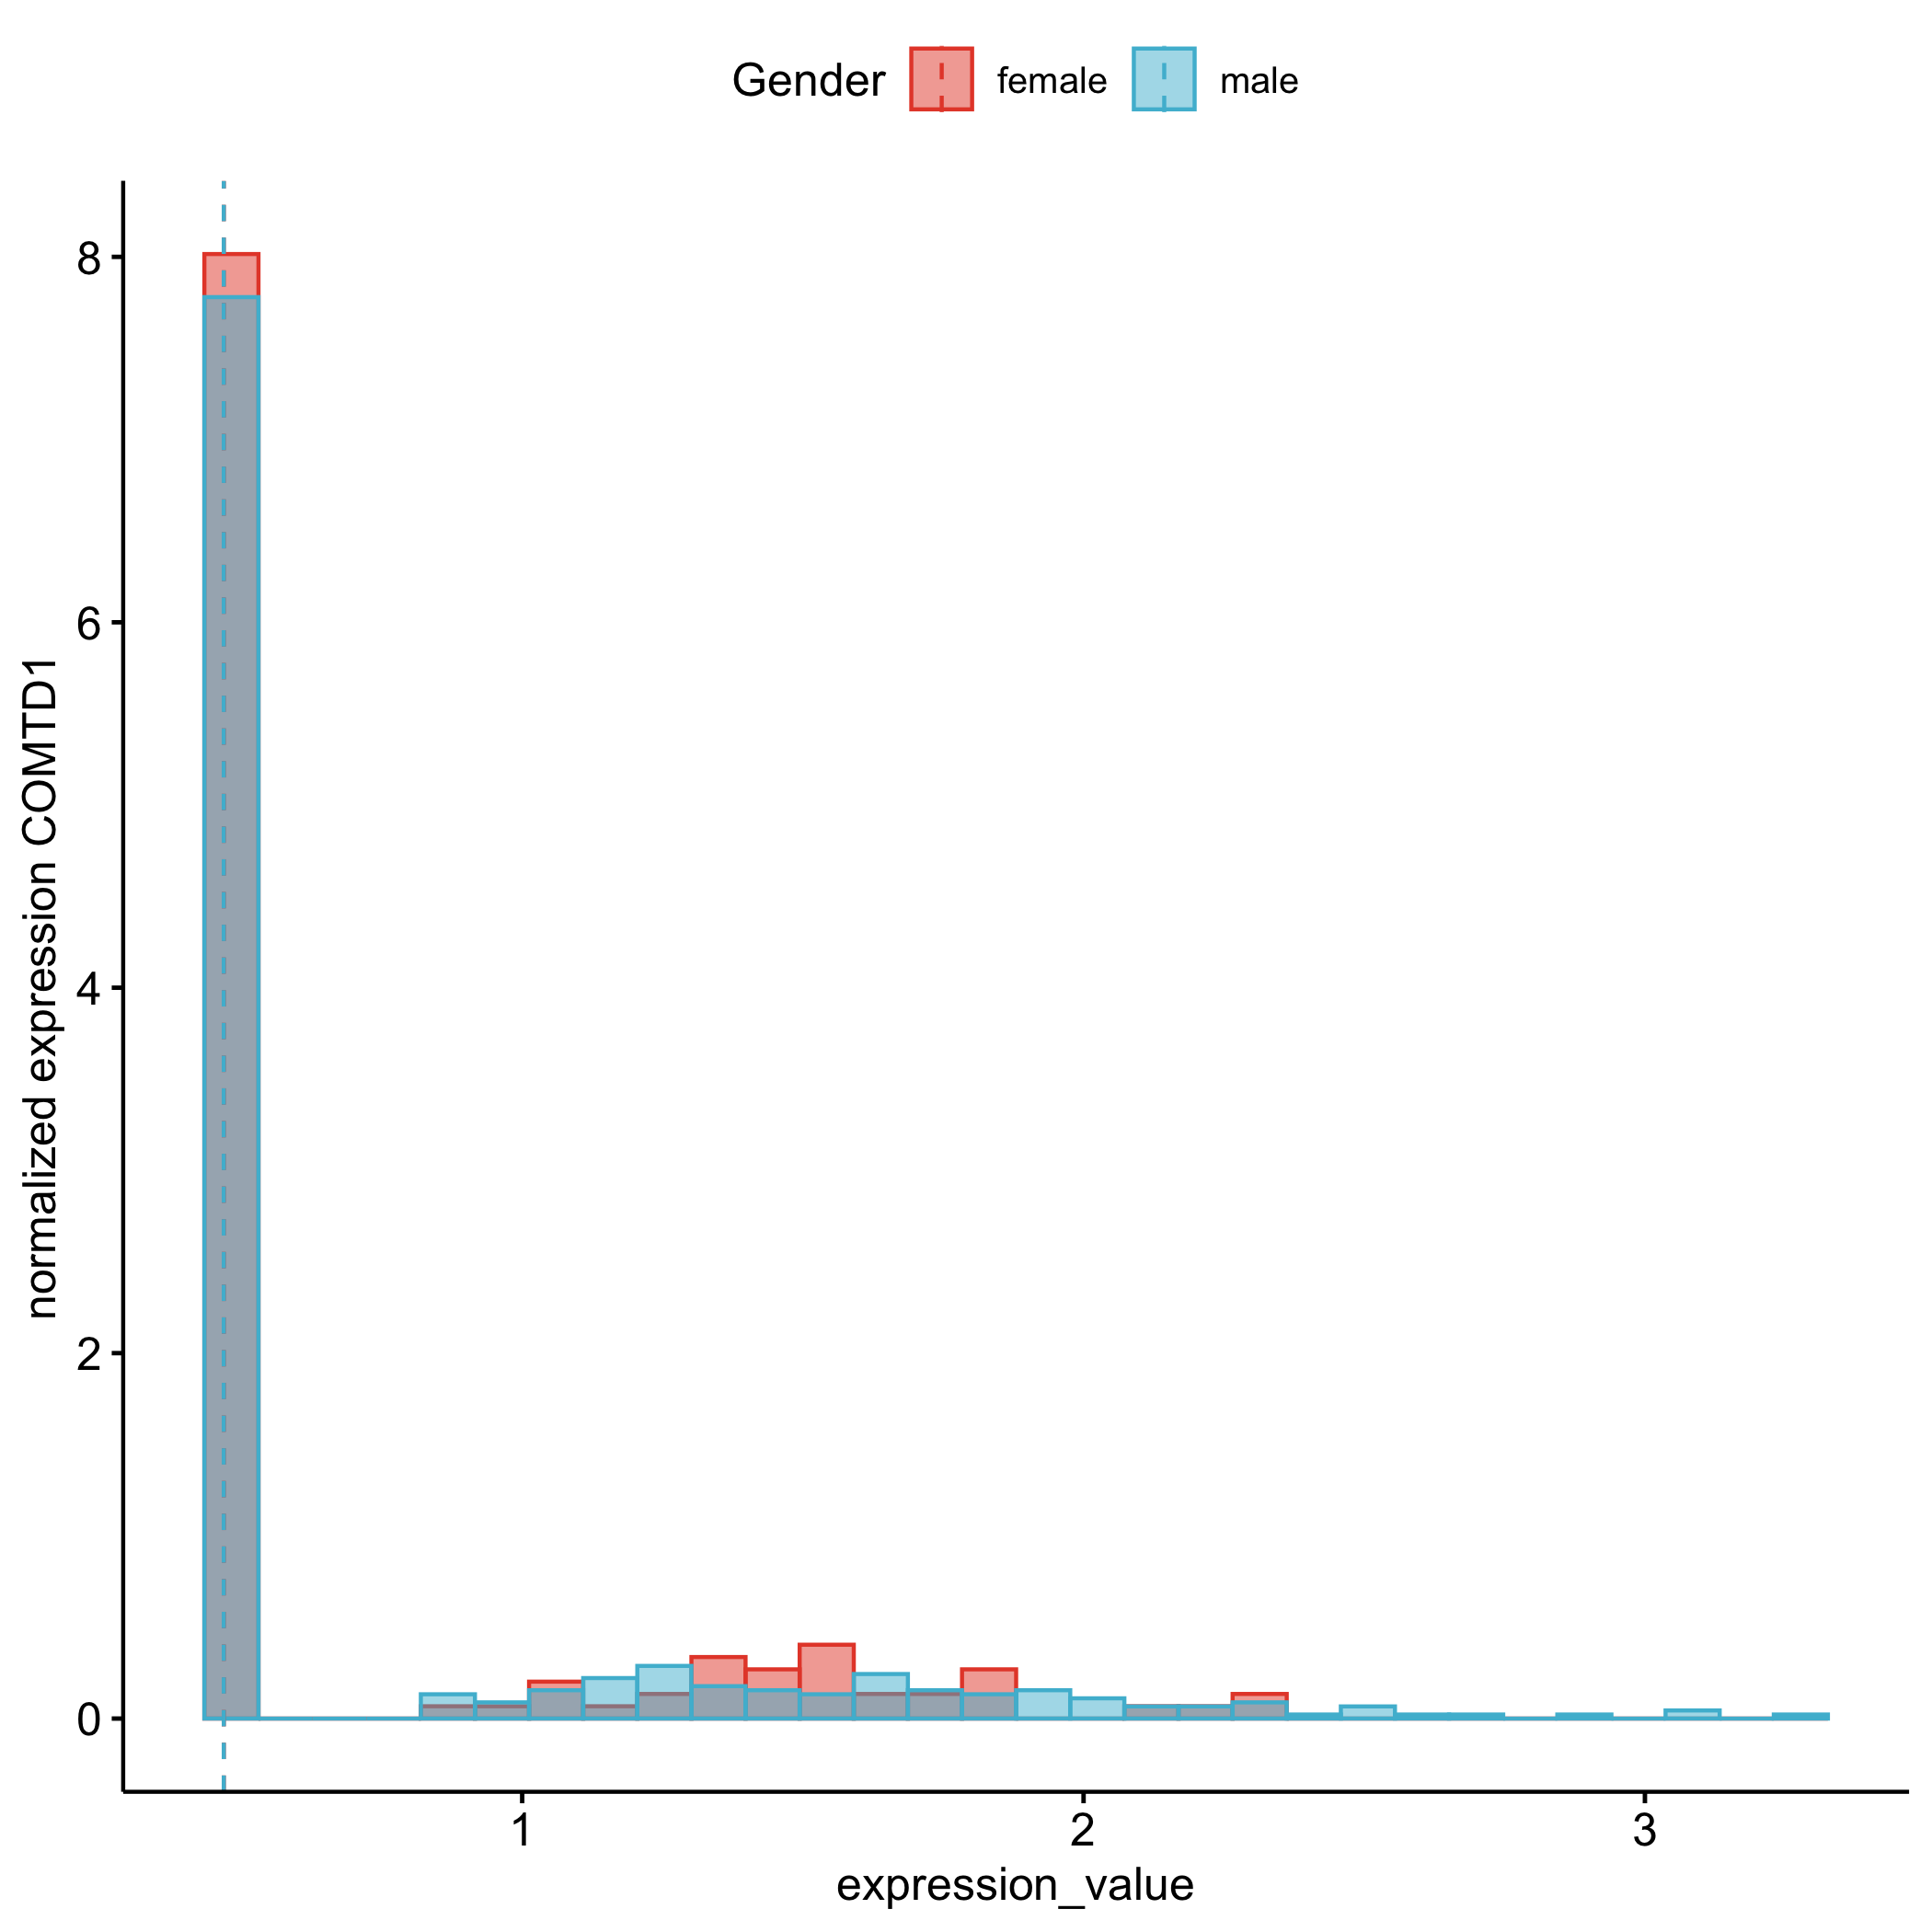 Gender female male
8
6
4
2
0
normalized expression COMTD1
1 2 3
expression_value